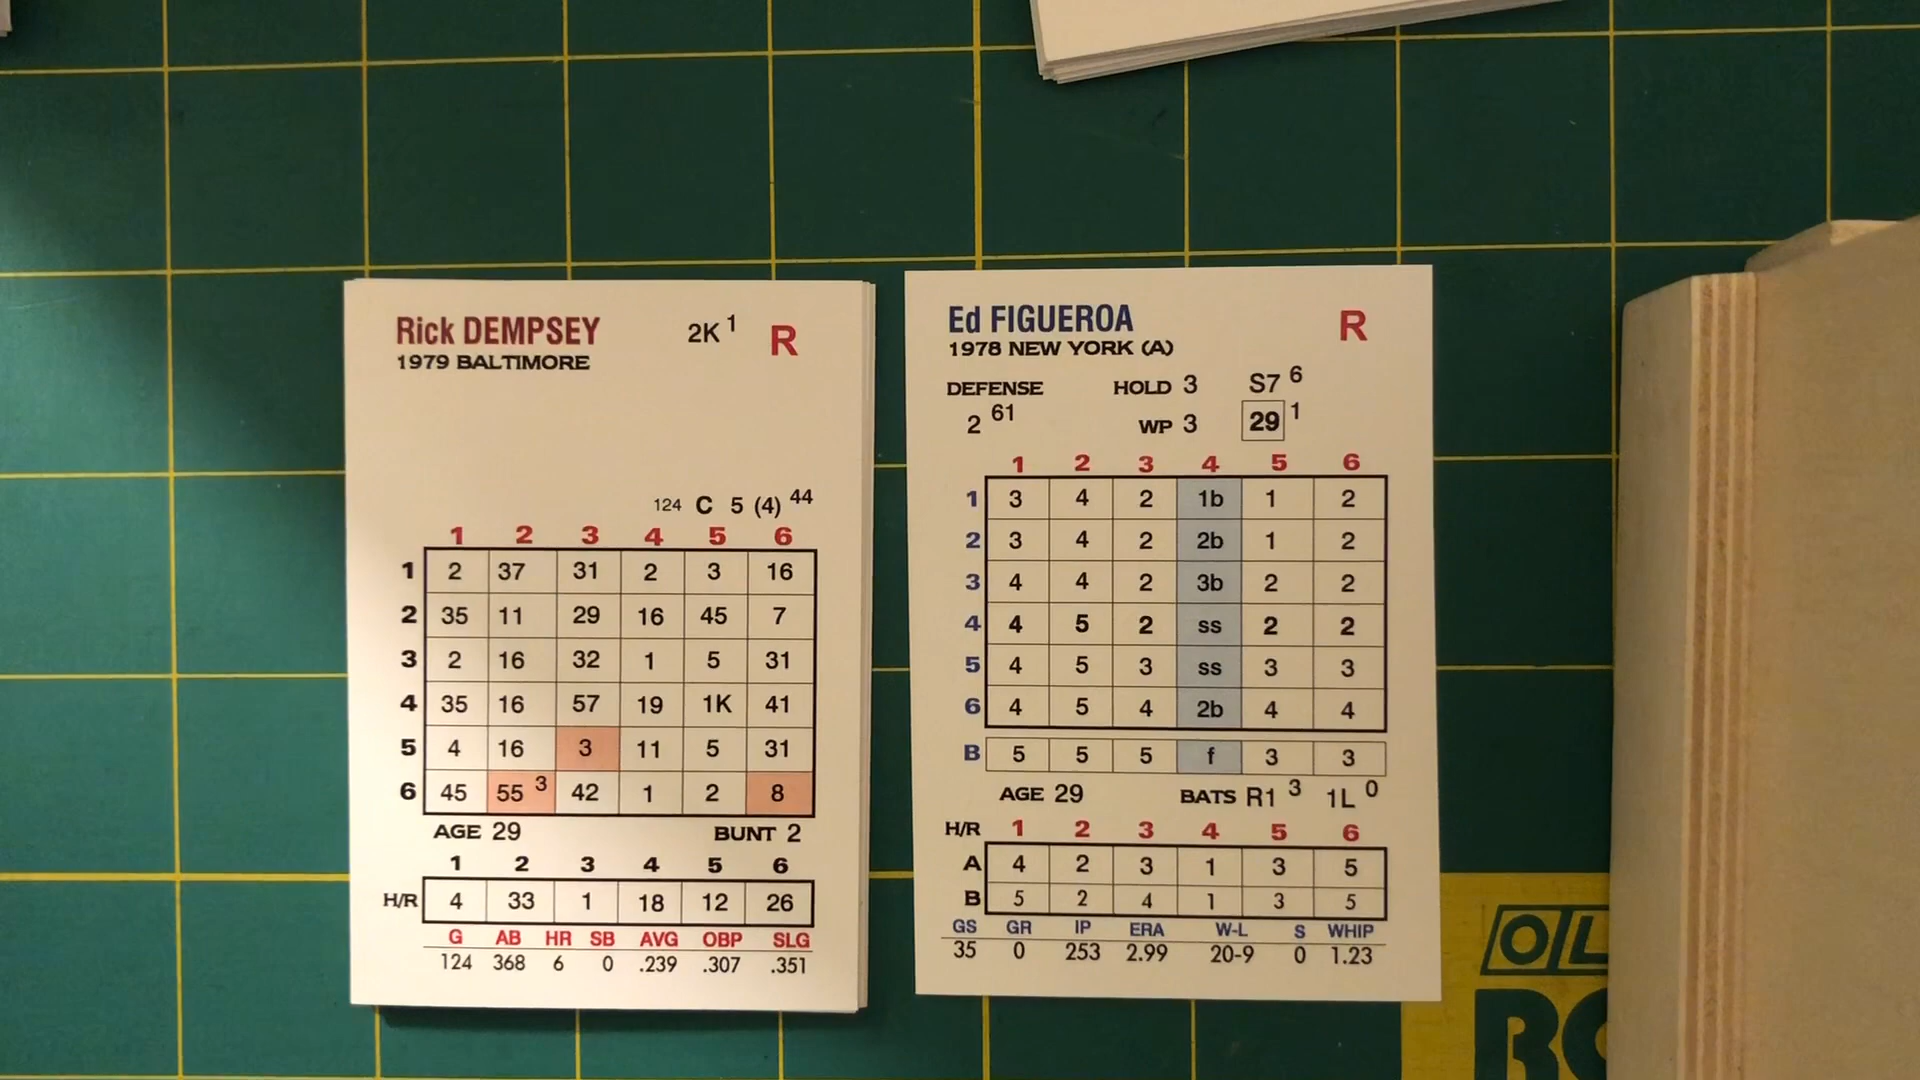 Rick DEMPSEY 2K 1 R
1979 BALTIMORE
124 C 5 (4) 44
1 2 3 4 5 6
1 2 37 31 2 3 16
2 35 11 29 16 45 7
3 2 16 32 1 5 31
4 35 16 57 19 1K 41
5 4 16 3 11 5 31
6 45 55 3 42 1 2 8
AGE 29 BUNT 2
1 2 3 4 5 6
H/R 4 33 1 18 12 26
G AB HR SB AVG OBP SLG
124 368 6 0 .239 .307 .351
Ed FIGUEROA R
1978 NEW YORK (A)
DEFENSE HOLD 3 S7 6
2 61 WP 3 29 1
1 2 3 4 5 6
1 3 4 2 1b 1 2
2 3 4 2 2b 1 2
3 4 4 2 3b 2 2
4 4 5 2 ss 2 2
5 4 5 3 ss 3 3
6 4 5 4 2b 4 4
B 5 5 5 f 3 3
AGE 29 BATS R1 3 1L 0
H/R 1 2 3 4 5 6
A 4 2 3 1 3 5
B 5 2 4 1 3 5
GS GR IP ERA W-L S WHIP
35 0 253 2.99 20-9 0 1.23